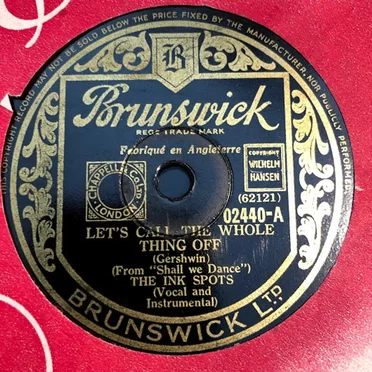 THIS COPYRIGHT RECORD MAY NOT BE SOLD BELOW THE PRICE FIXED BY THE MANUFACTURER, NOR PUBLICLY PERFORMED
B
Brunswick
REGD TRADE MARK
Fabriqué en Angleterre
CHAPPELL & Co LTD
LONDON
COPYRIGHT
WILHELM
HANSEN
(62121)
02440-A
LET'S CALL THE WHOLE
THING OFF
(Gershwin)
(From "Shall we Dance")
THE INK SPOTS
(Vocal and
Instrumental)
BRUNSWICK LTD.